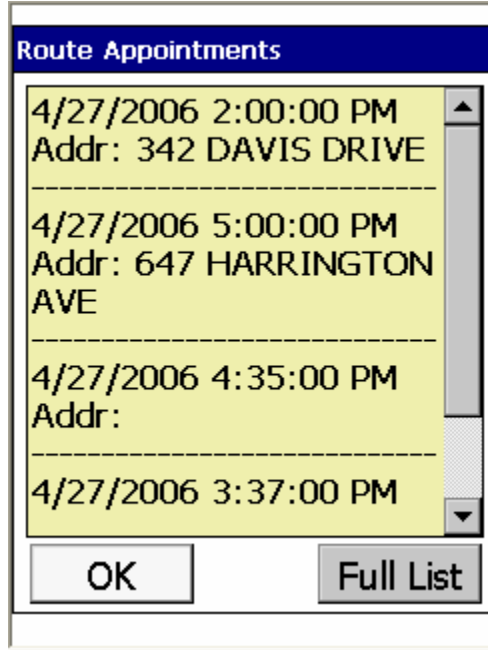 Route Appointments
4/27/2006 2:00:00 PM
Addr: 342 DAVIS DRIVE
-----------------------------
4/27/2006 5:00:00 PM
Addr: 647 HARRINGTON
AVE
-----------------------------
4/27/2006 4:35:00 PM
Addr:
-----------------------------
4/27/2006 3:37:00 PM
OK Full List